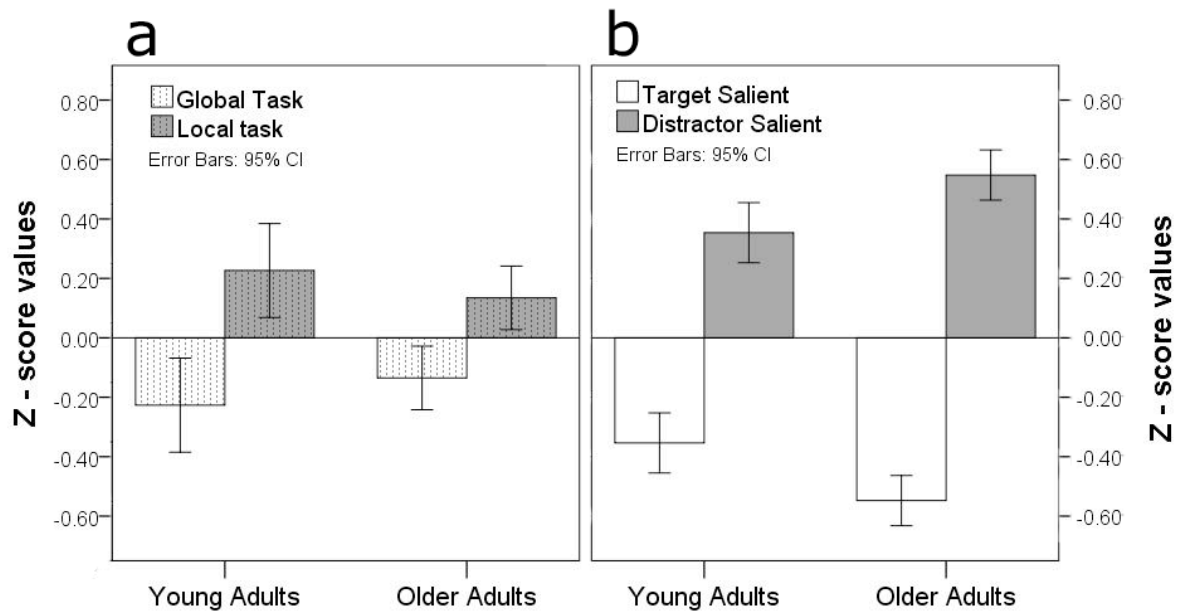 a
Global Task
Local task
Error Bars: 95% CI
Z - score values
0.80
0.60
0.40
0.20
0.00
-0.20
-0.40
-0.60
Young Adults
Older Adults
b
Target Salient
Distractor Salient
Error Bars: 95% CI
0.80
0.60
0.40
0.20
0.00
-0.20
-0.40
-0.60
Z - score values
Young Adults
Older Adults